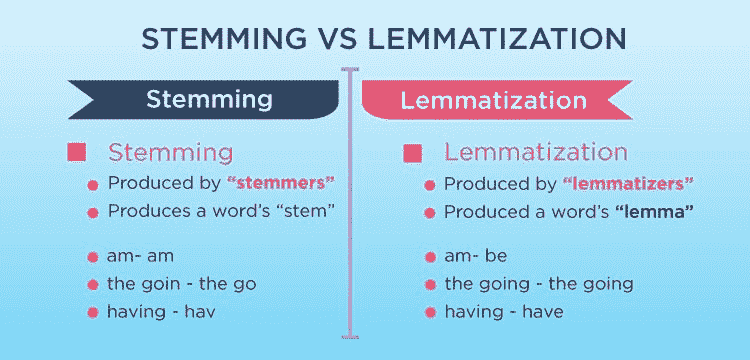 STEMMING VS LEMMATIZATION
Stemming
Stemming
Produced by “stemmers”
Produces a word’s “stem”
am- am
the goin - the go
having - hav
Lemmatization
Lemmatization
Produced by “lemmatizers”
Produced a word’s “lemma”
am- be
the going - the going
having - have